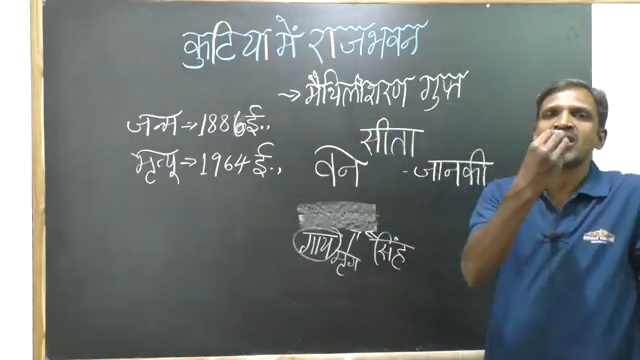 कुटिया में राजभवन
→ मैथिलीशरण गुप्त
जन्म → 1886 ई.,
मृत्यु → 1964 ई.,
सीता
वने - जानकी
गाय सिंह
मृग